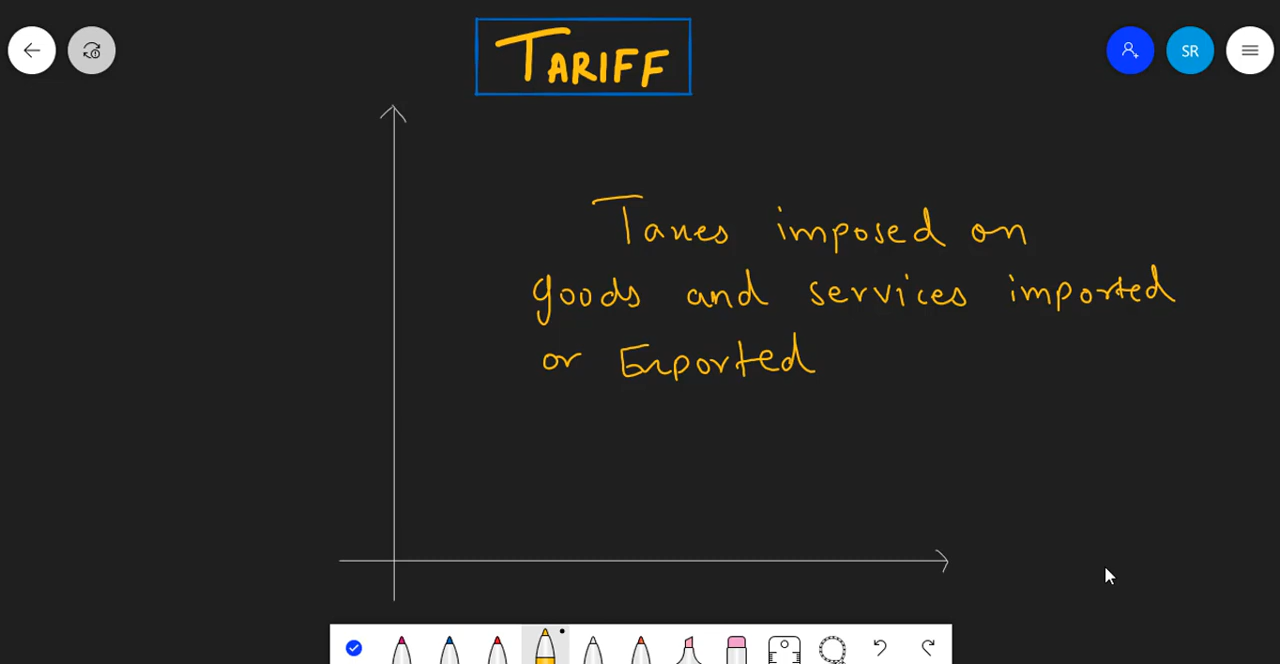 TARIFF
SR
Taxes imposed on
goods and services imported
or Exported